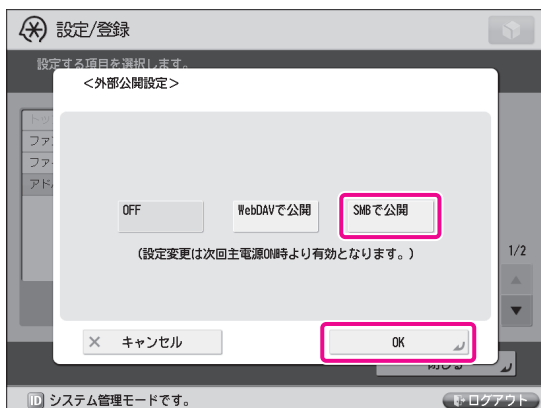 設定/登録
設定する項目を選択します。
<外部公開設定>
OFF
WebDAVで公開
SMBで公開
(設定変更は次回主電源ON時より有効となります。)
1/2
× キャンセル
OK
ID システム管理モードです。
ログアウト